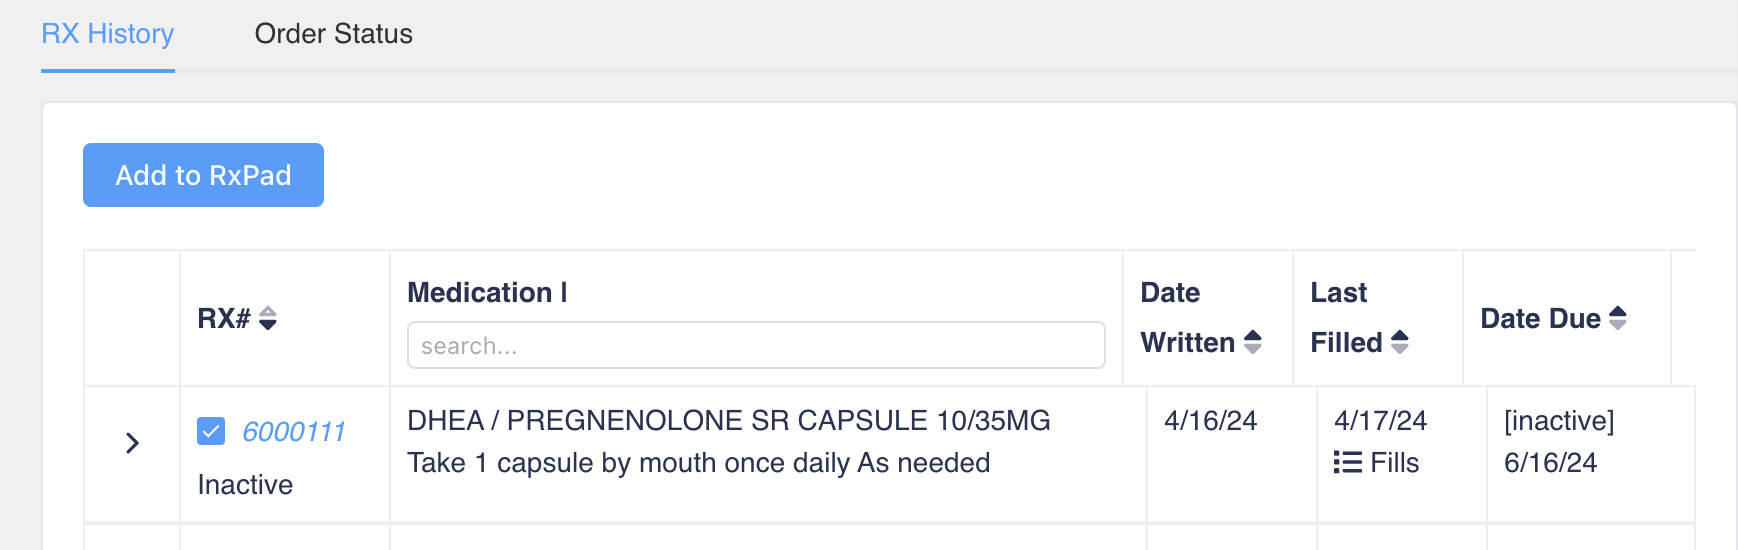 RX History
Order Status
Add to RxPad
RX#
Medication I
search...
Date
Written
Last
Filled
Date Due
6000111
Inactive
DHEA / PREGNENOLONE SR CAPSULE 10/35MG
Take 1 capsule by mouth once daily As needed
4/16/24
4/17/24
Fills
[inactive]
6/16/24